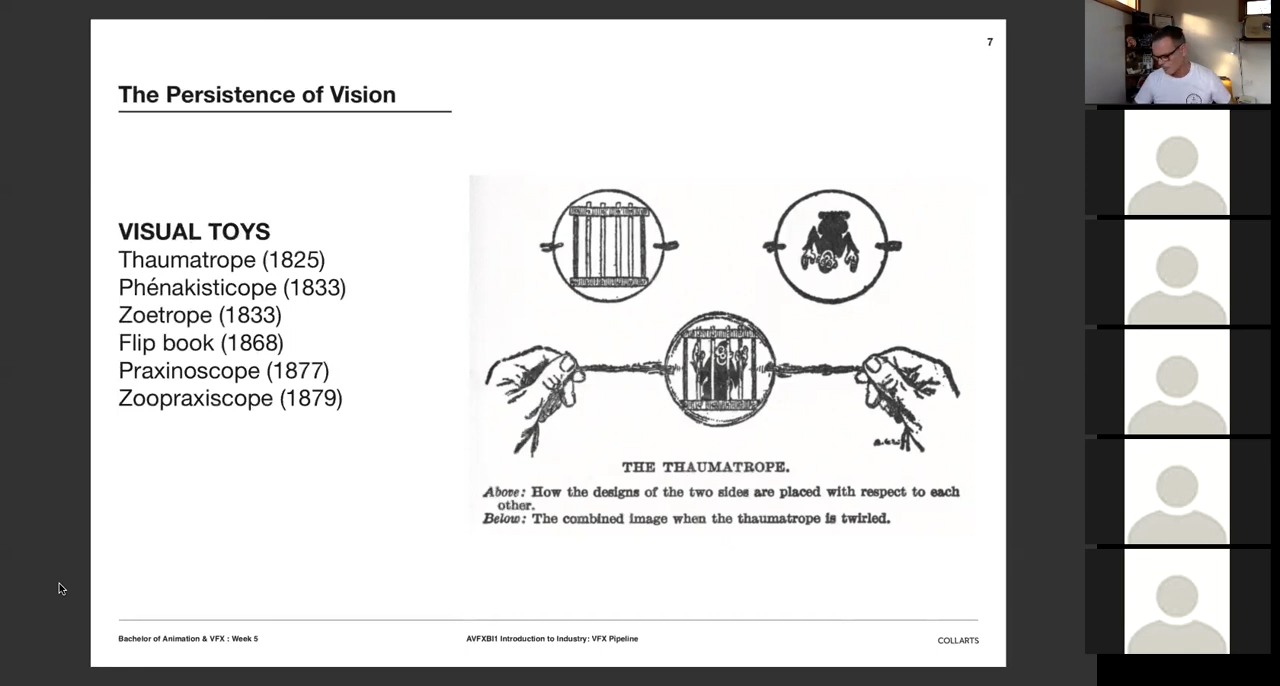 7
The Persistence of Vision
VISUAL TOYS
Thaumatrope (1825)
Phénakisticope (1833)
Zoetrope (1833)
Flip book (1868)
Praxinoscope (1877)
Zoopraxiscope (1879)
THE THAUMATROPE.
Above: How the designs of the two sides are placed with respect to each
other.
Below: The combined image when the thaumatrope is twirled.
Bachelor of Animation & VFX : Week 5
AVFXBI1 Introduction to Industry: VFX Pipeline
COLLARTS